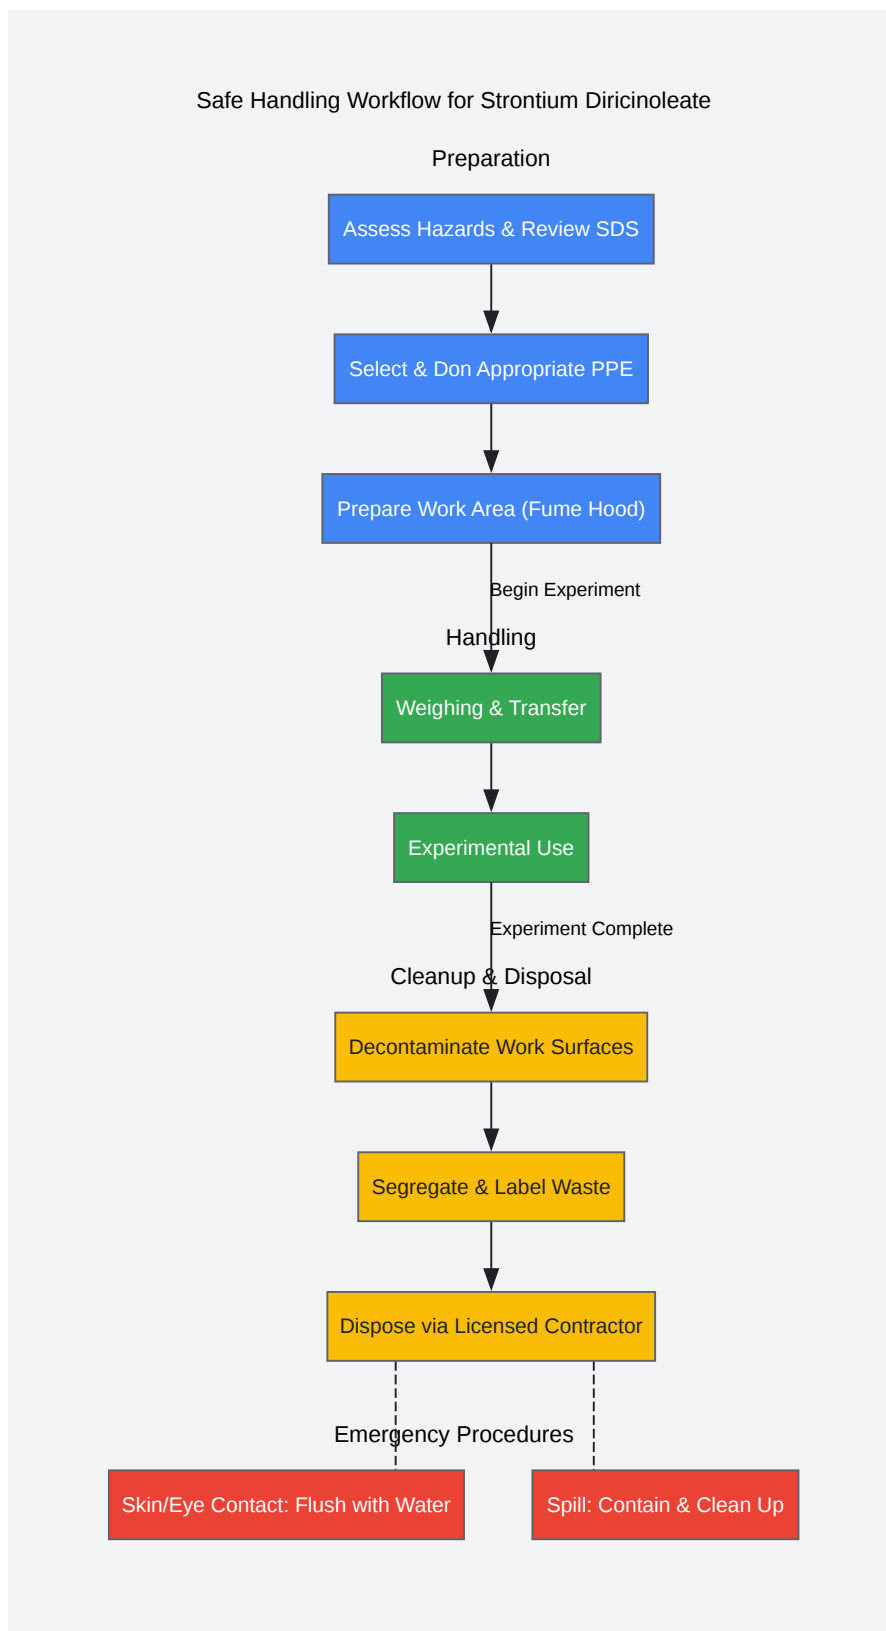 Safe Handling Workflow for Strontium Diricinoleate
Preparation
Assess Hazards & Review SDS
Select & Don Appropriate PPE
Prepare Work Area (Fume Hood)
Begin Experiment
Handling
Weighing & Transfer
Experimental Use
Experiment Complete
Cleanup & Disposal
Decontaminate Work Surfaces
Segregate & Label Waste
Dispose via Licensed Contractor
Emergency Procedures
Skin/Eye Contact: Flush with Water
Spill: Contain & Clean Up